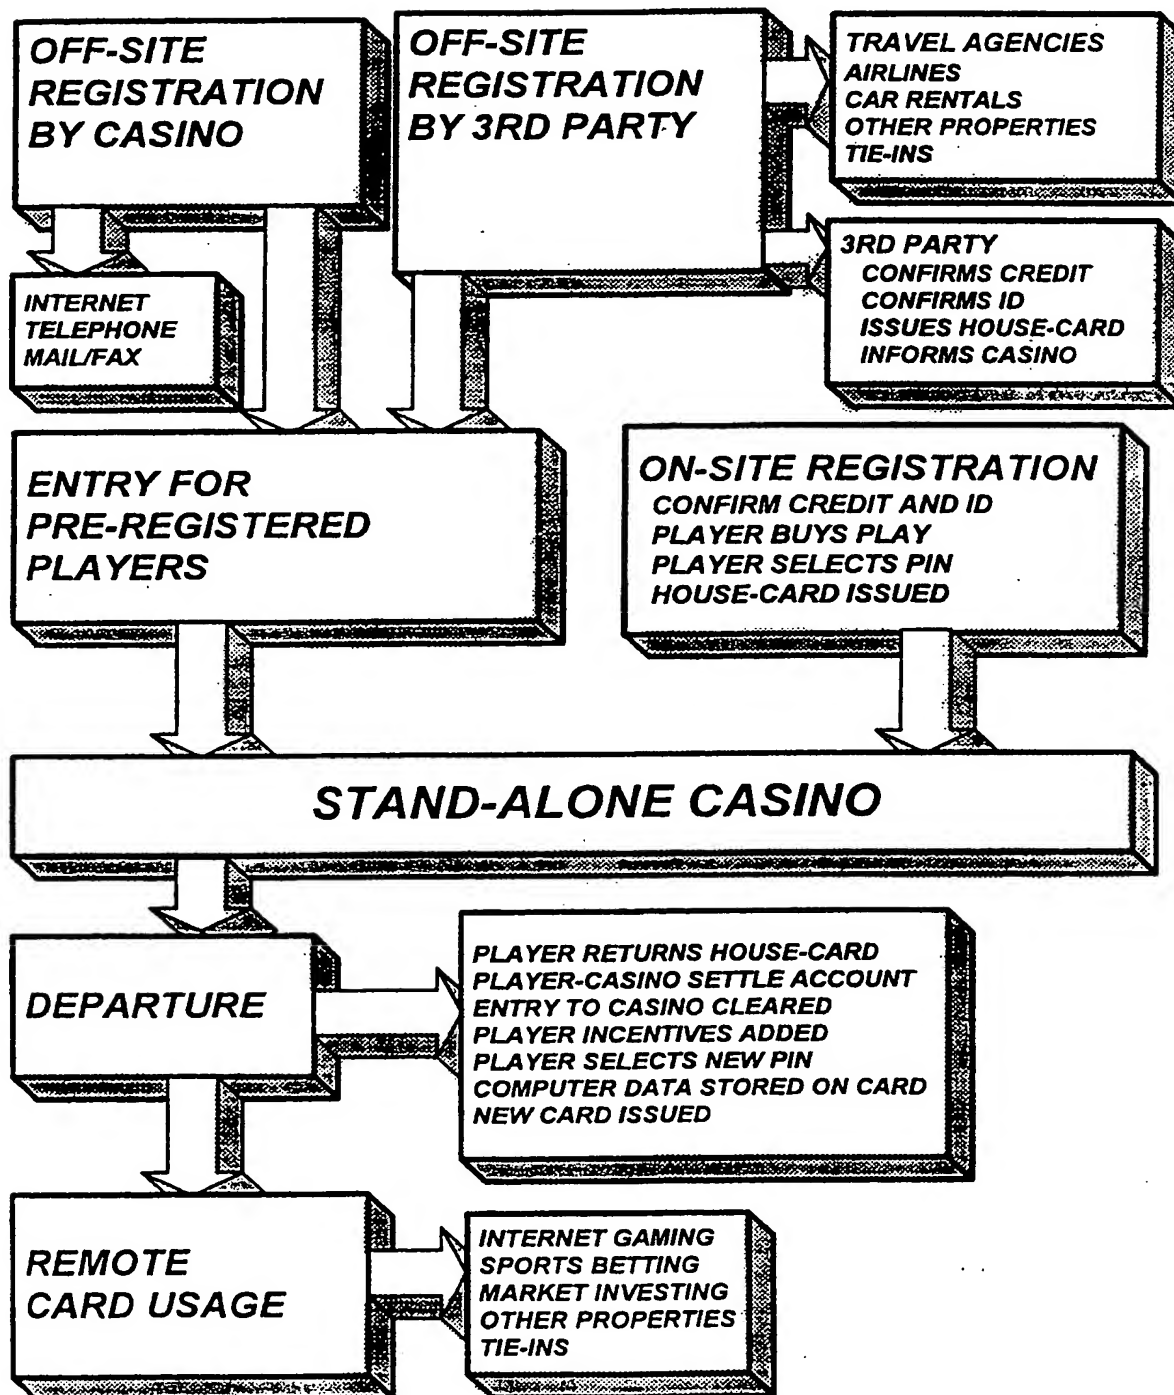 OFF-SITE
REGISTRATION
BY CASINO
OFF-SITE
REGISTRATION
BY 3RD PARTY
TRAVEL AGENCIES
AIRLINES
CAR RENTALS
OTHER PROPERTIES
TIE-INS
3RD PARTY
CONFIRMS CREDIT
CONFIRMS ID
ISSUES HOUSE-CARD
INFORMS CASINO
INTERNET
TELEPHONE
MAIL/FAX
ENTRY FOR
PRE-REGISTERED
PLAYERS
ON-SITE REGISTRATION
CONFIRM CREDIT AND ID
PLAYER BUYS PLAY
PLAYER SELECTS PIN
HOUSE-CARD ISSUED
STAND-ALONE CASINO
DEPARTURE
PLAYER RETURNS HOUSE-CARD
PLAYER-CASINO SETTLE ACCOUNT
ENTRY TO CASINO CLEARED
PLAYER INCENTIVES ADDED
PLAYER SELECTS NEW PIN
COMPUTER DATA STORED ON CARD
NEW CARD ISSUED
REMOTE
CARD USAGE
INTERNET GAMING
SPORTS BETTING
MARKET INVESTING
OTHER PROPERTIES
TIE-INS